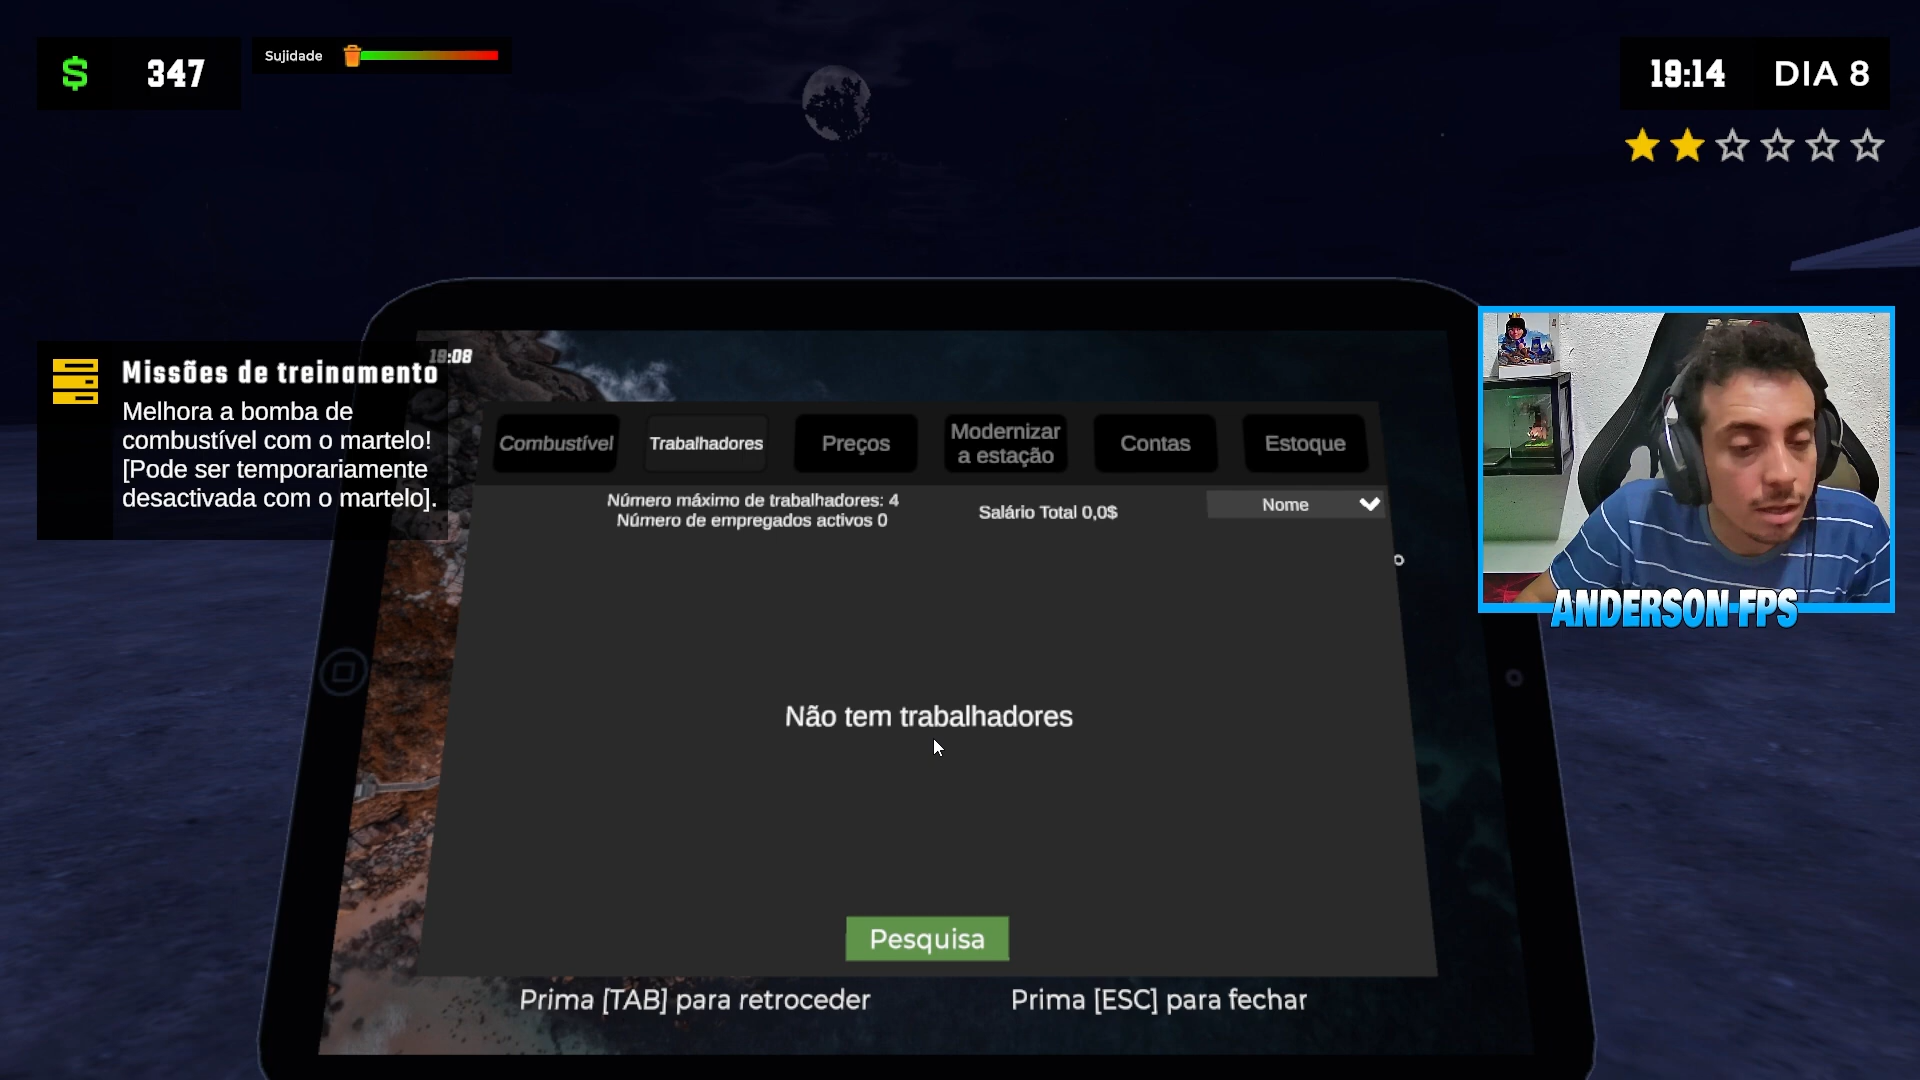 $ 347
Sujidade
19:14 DIA 8
Missões de treinamento
Melhora a bomba de
combustível com o martelo!
[Pode ser temporariamente
desactivada com o martelo].
19:08
Combustível
Trabalhadores
Preços
Modernizar
a estação
Contas
Estoque
Número máximo de trabalhadores: 4
Número de empregados activos 0
Salário Total 0,0$
Nome
Não tem trabalhadores
Pesquisa
Prima [TAB] para retroceder
Prima [ESC] para fechar
ANDERSON FPS